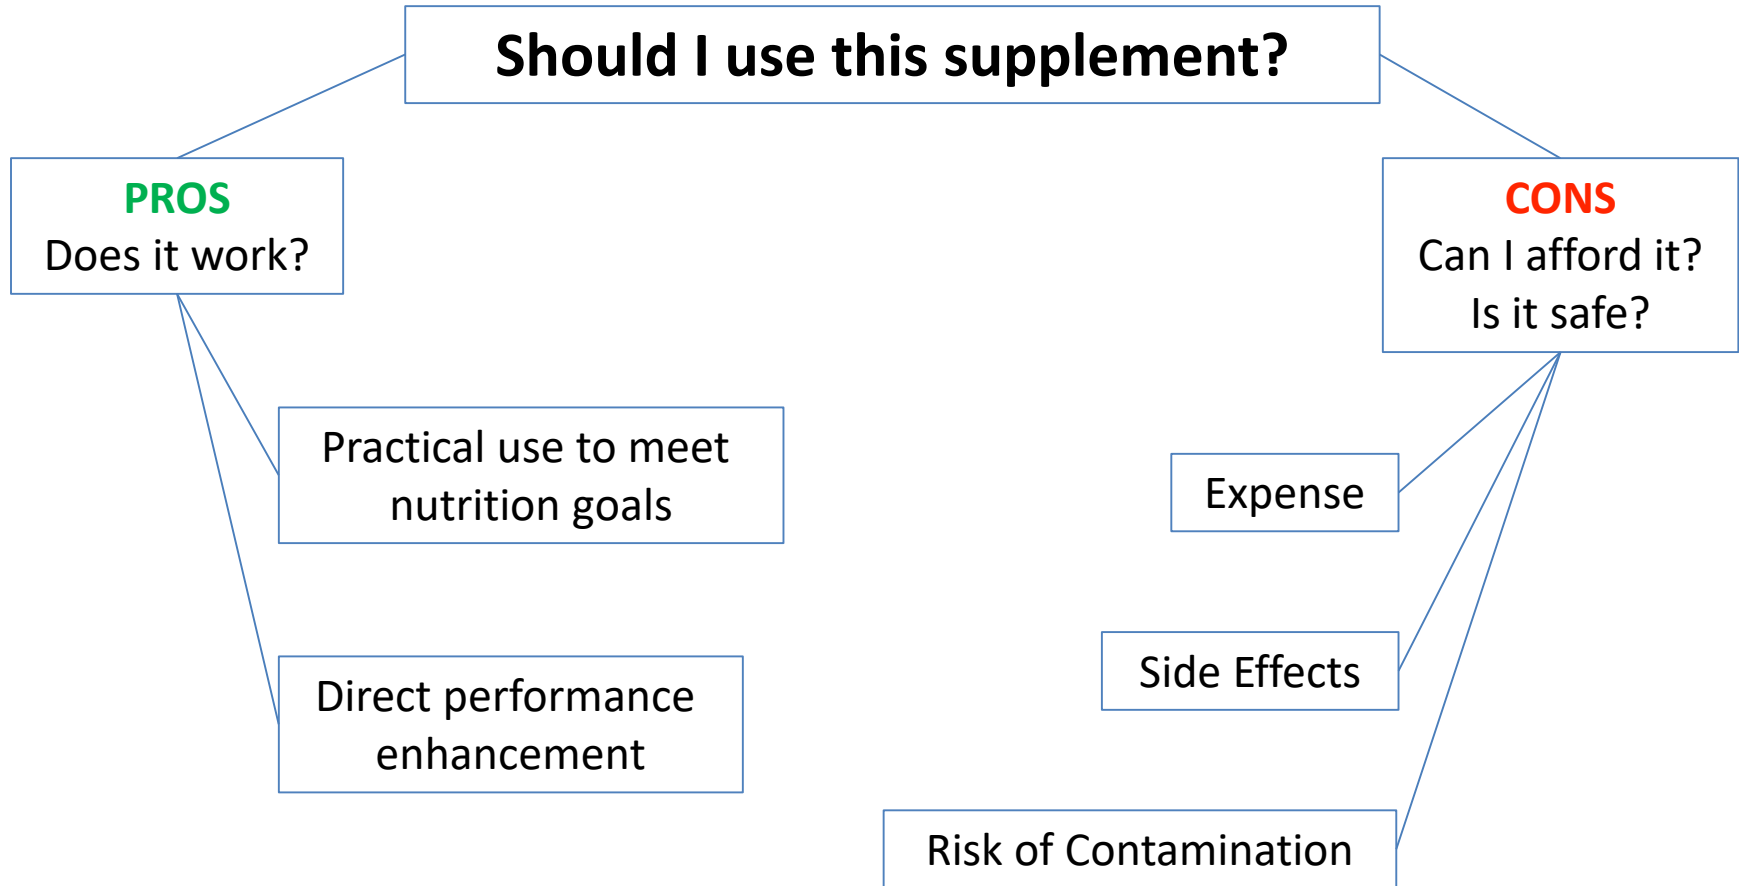 Should I use this supplement?
PROS
Does it work?
CONS
Can I afford it?
Is it safe?
Practical use to meet
nutrition goals
Direct performance
enhancement
Expense
Side Effects
Risk of Contamination